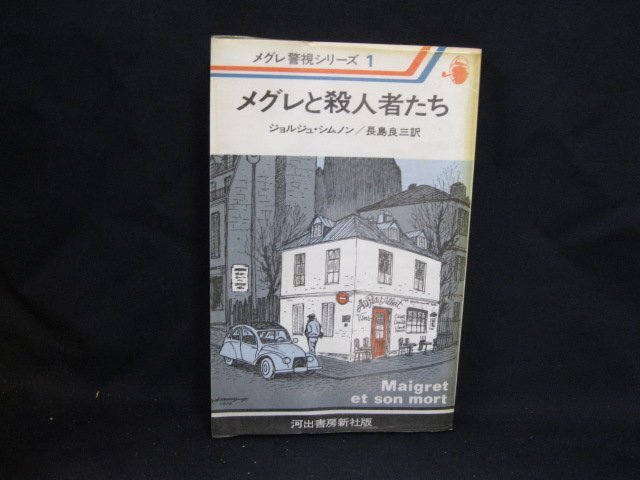 メグレ警視シリーズ 1
メグレと殺人者たち
ジョルジュ・シムノン／長島良三訳
Maigret
et son mort
河出書房新社版